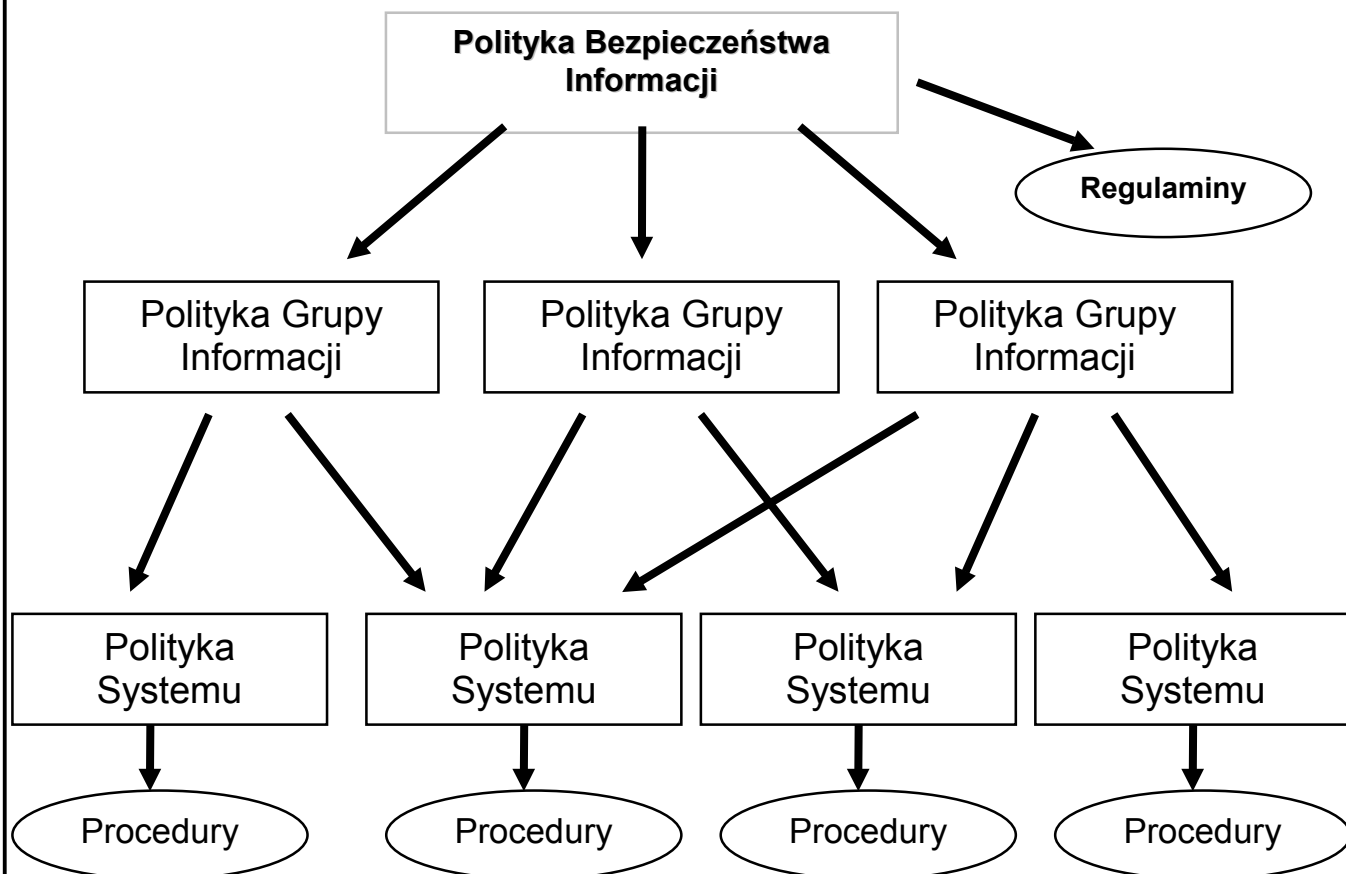 Polityka Bezpieczeństwa
Informacji
Regulaminy
Polityka Grupy
Informacji
Polityka Grupy
Informacji
Polityka Grupy
Informacji
Polityka
Systemu
Polityka
Systemu
Polityka
Systemu
Polityka
Systemu
Procedury
Procedury
Procedury
Procedury